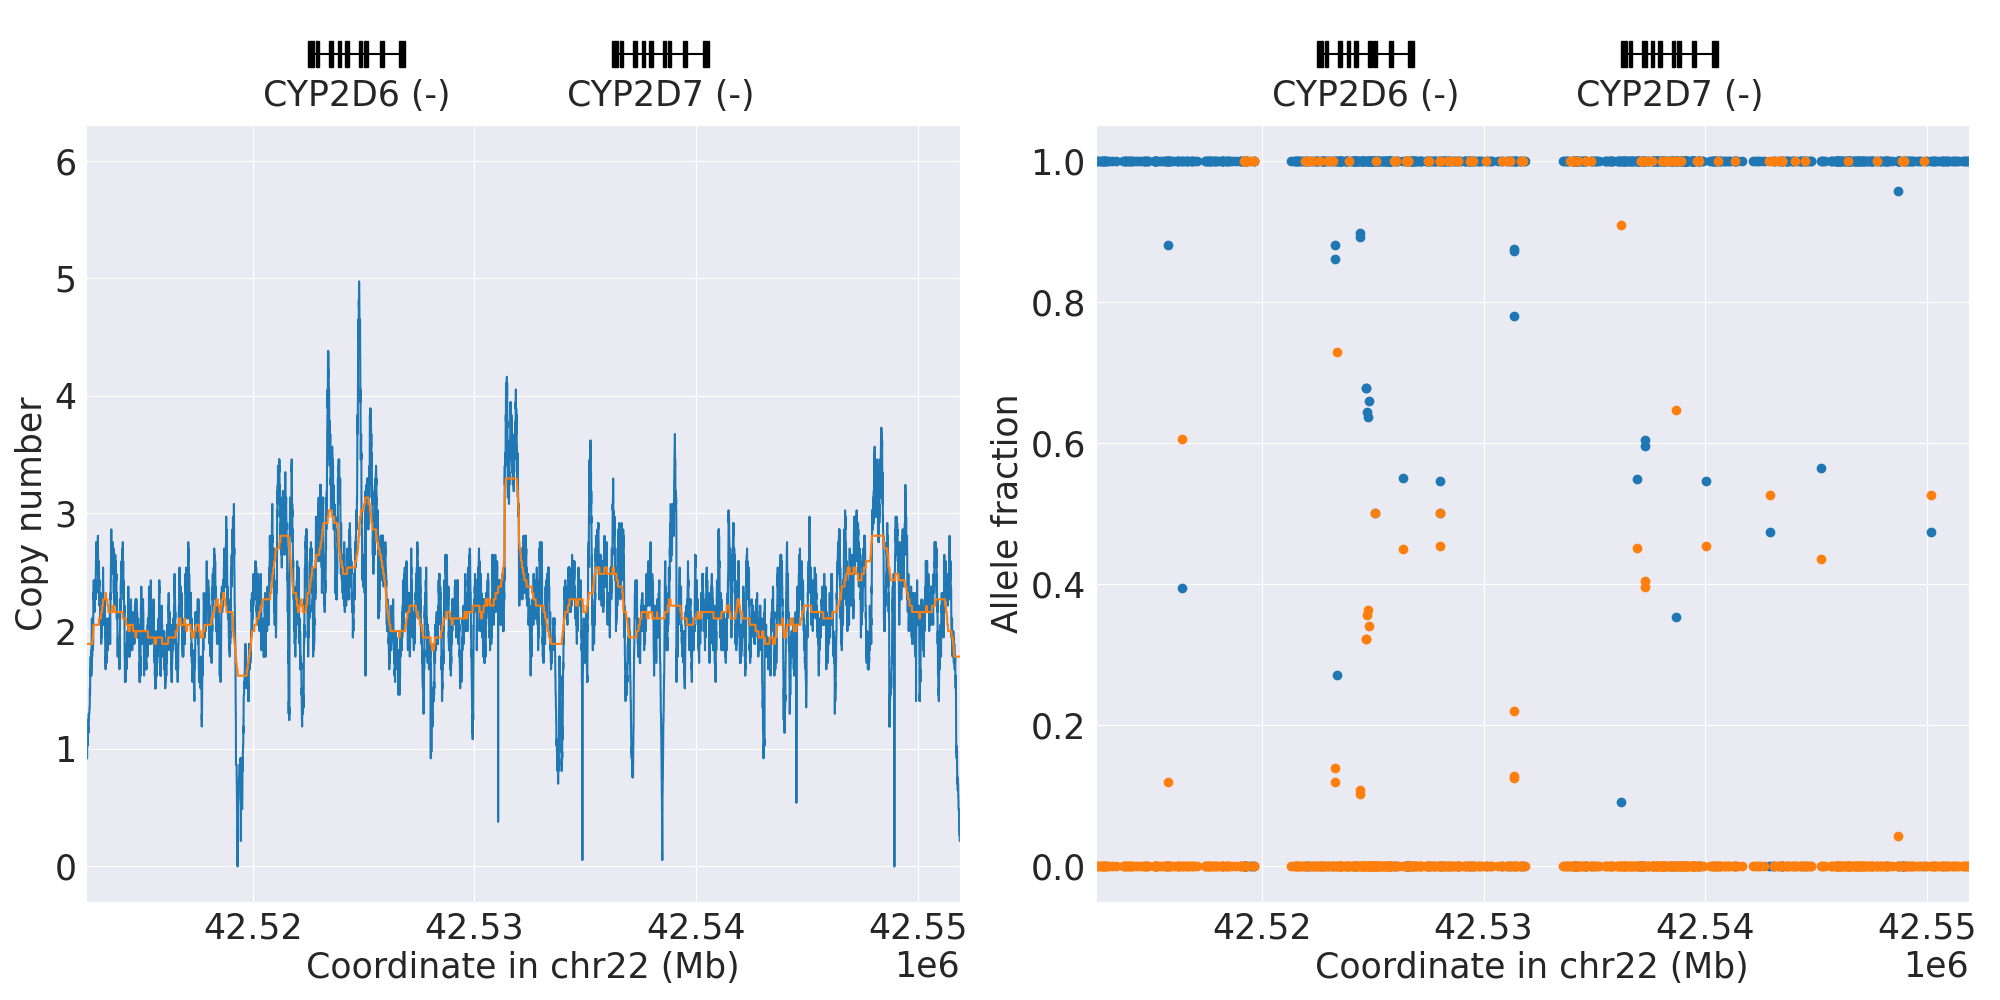 CYP2D6 (-)
CYP2D7 (-)
CYP2D6 (-)
CYP2D7 (-)
6
5
4
3
2
1
0
Copy number
42.52
42.53
42.54
42.55
1e6
Coordinate in chr22 (Mb)
1.0
0.8
0.6
0.4
0.2
0.0
Allele fraction
42.52
42.53
42.54
42.55
1e6
Coordinate in chr22 (Mb)